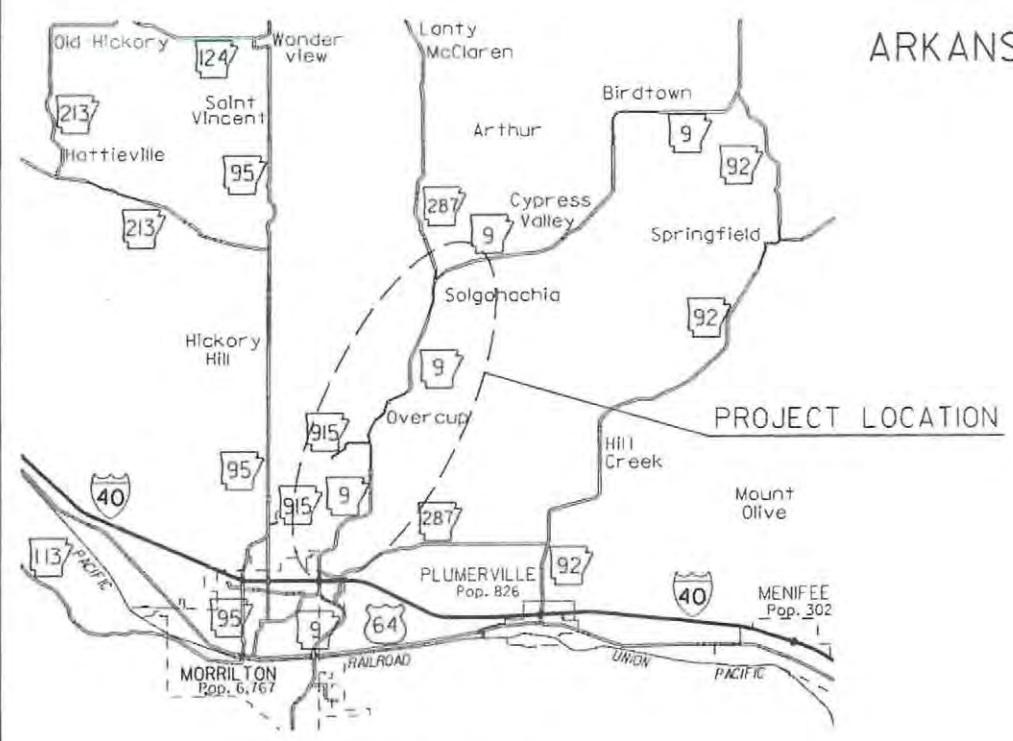 Lanty
McClaren
ARKANS
Old Hickory
124
Wonder
view
Birdtown
213
Saint
Vincent
Arthur
9
Hattieville
95
92
287
Cypress
Valley
213
9
Springfield
Solgohachia
92
Hickory
Hill
9
Overcup
PROJECT LOCATION
915
Hill
Creek
95
40
915
9
287
Mount
Olive
113
PACIFIC
PLUMERVILLE
Pop. 826
92
40
MENIFEE
Pop. 302
95
9
64
MORRILTON
Pop. 6,767
RAILROAD
UNION
PACIFIC